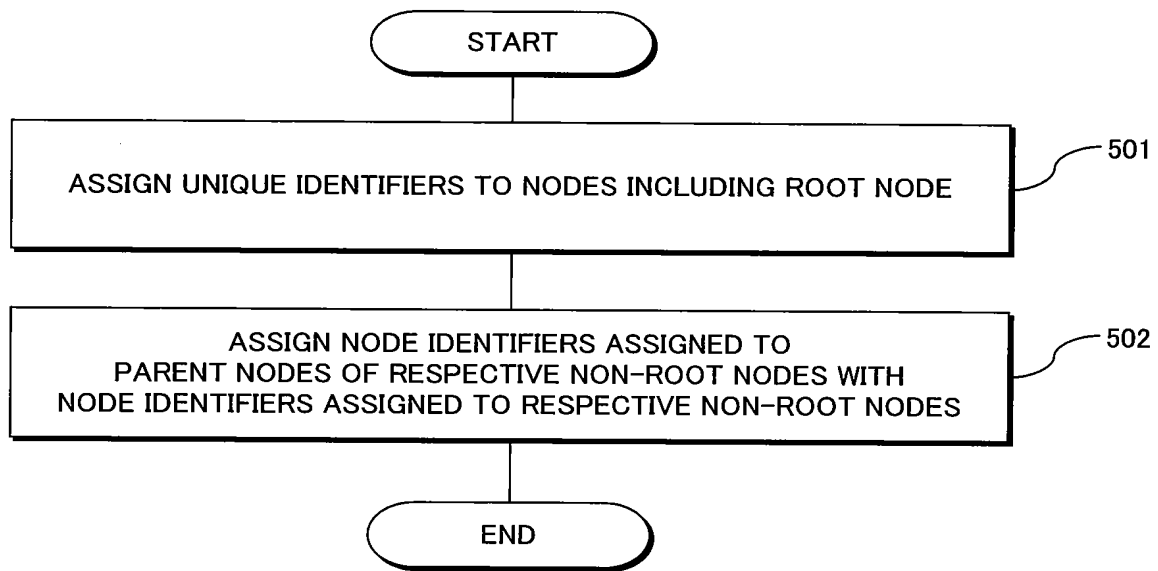 START
ASSIGN UNIQUE IDENTIFIERS TO NODES INCLUDING ROOT NODE
501
ASSIGN NODE IDENTIFIERS ASSIGNED TO
PARENT NODES OF RESPECTIVE NON-ROOT NODES WITH
NODE IDENTIFIERS ASSIGNED TO RESPECTIVE NON-ROOT NODES
502
END